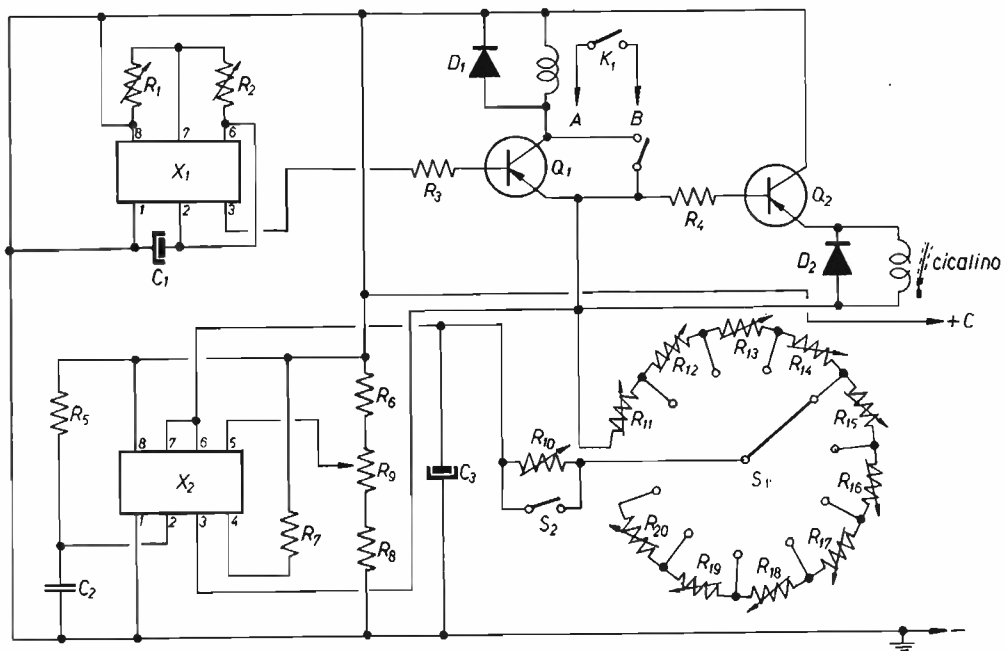 R1
R2
8
7
6
X1
1
2
3
C1
D1
K1
A
B
Q1
R3
R4
Q2
D2
cicalino
+C
R5
8
7
6
5
X2
1
2
3
4
C2
R7
R6
R9
R8
C3
R10
S2
R11
R12
R13
R14
R15
S1
R16
R17
R18
R19
R20
-